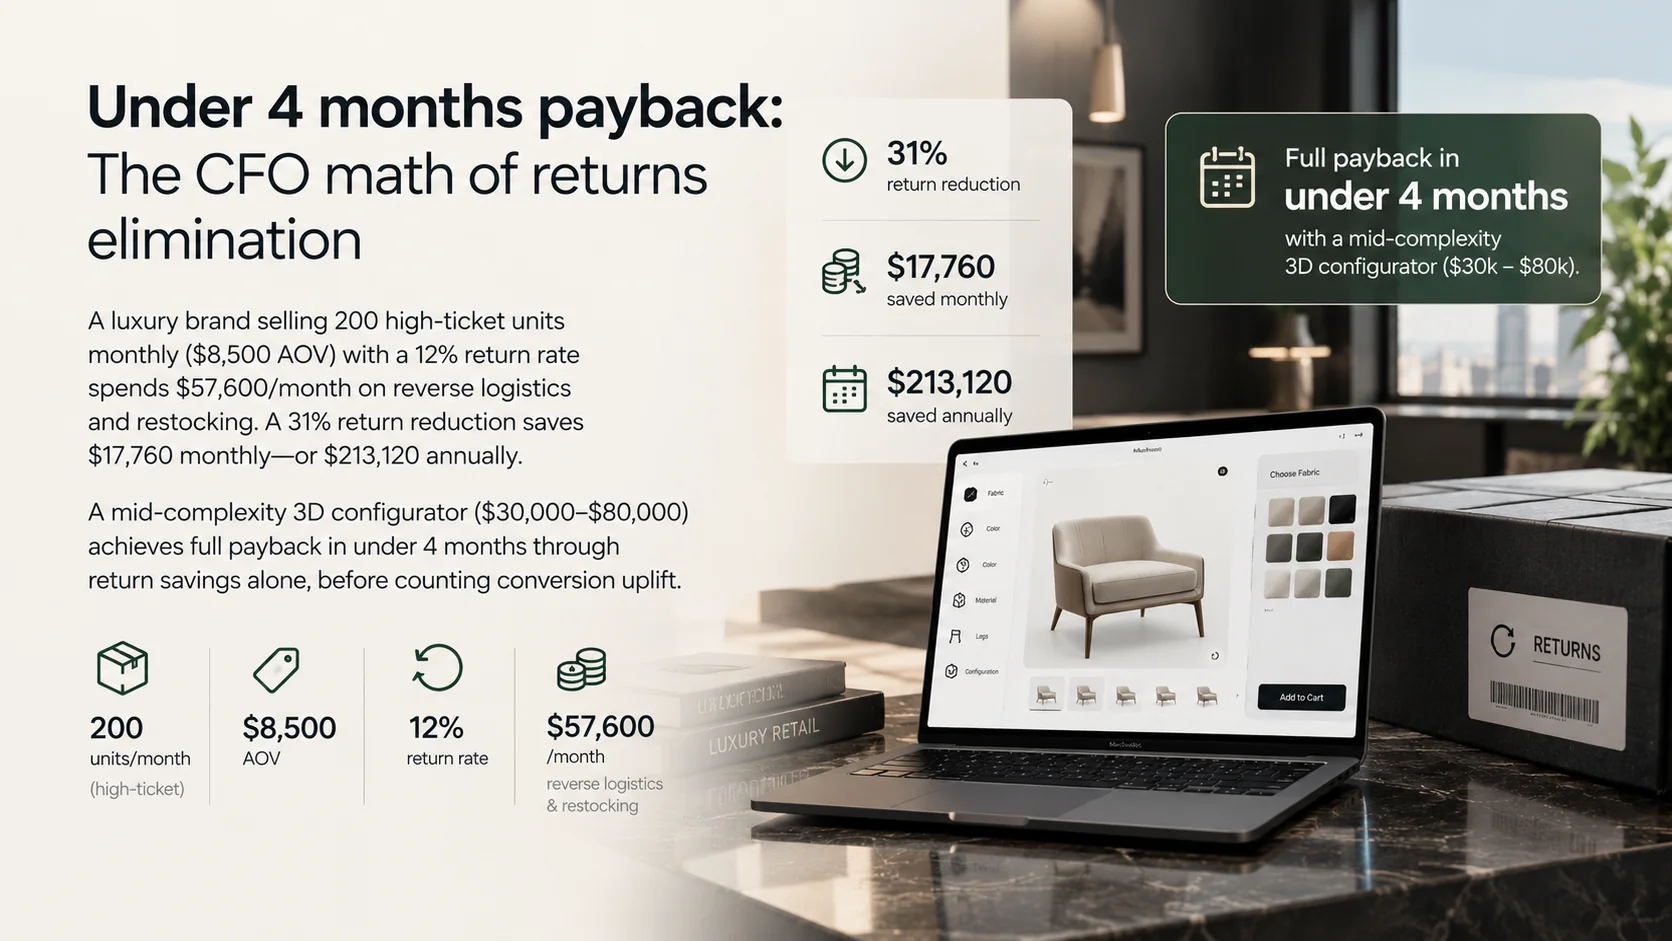 Under 4 months payback:
The CFO math of returns
elimination
A luxury brand selling 200 high-ticket units
monthly ($8,500 AOV) with a 12% return rate
spends $57,600/month on reverse logistics
and restocking. A 31% return reduction saves
$17,760 monthly—or $213,120 annually.
A mid-complexity 3D configurator ($30,000–$80,000)
achieves full payback in under 4 months through
return savings alone, before counting conversion uplift.
200
units/month
(high-ticket)
$8,500
AOV
12%
return rate
$57,600
/month
reverse logistics
& restocking
31%
return reduction
$17,760
saved monthly
$213,120
saved annually
Full payback in
under 4 months
with a mid-complexity
3D configurator ($30k – $80k).
Fabric
Color
Color
Material
Legs
Configuration
Choose Fabric
Add to Cart
LUXURY RETAIL
RETURNS